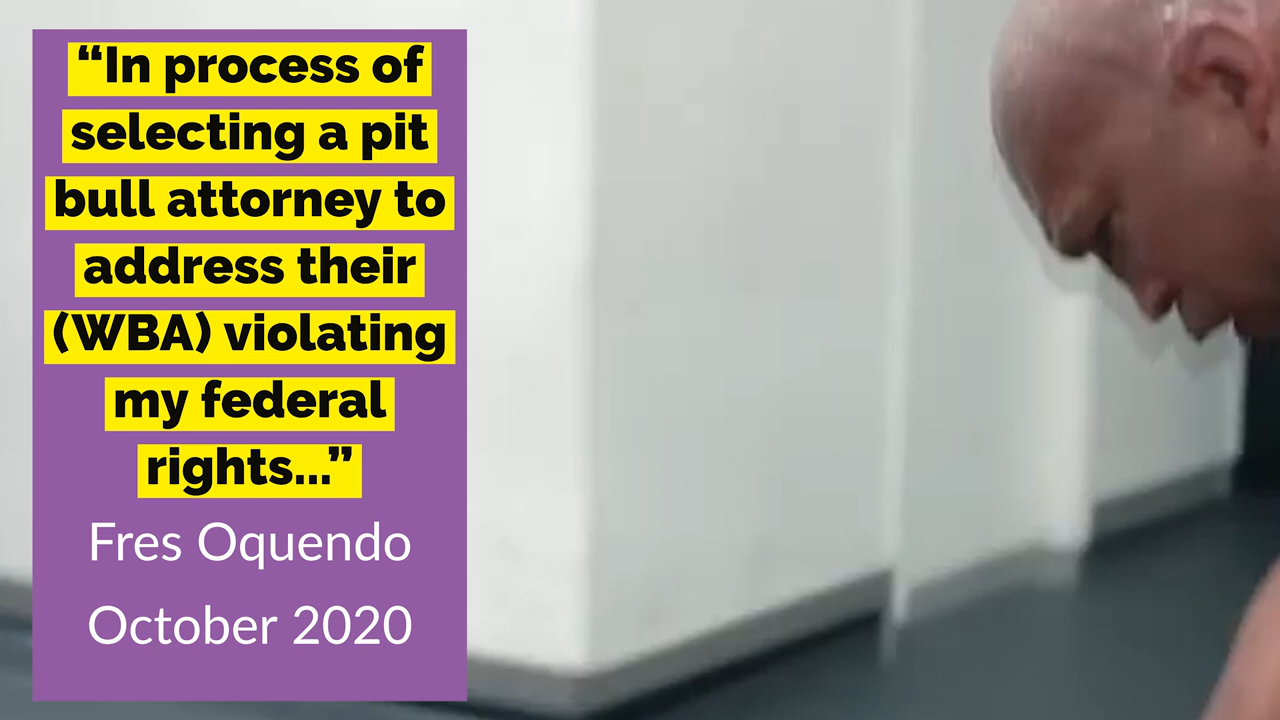 “In process of
selecting a pit
bull attorney to
address their
(WBA) violating
my federal
rights...”
Fres Oquendo
October 2020